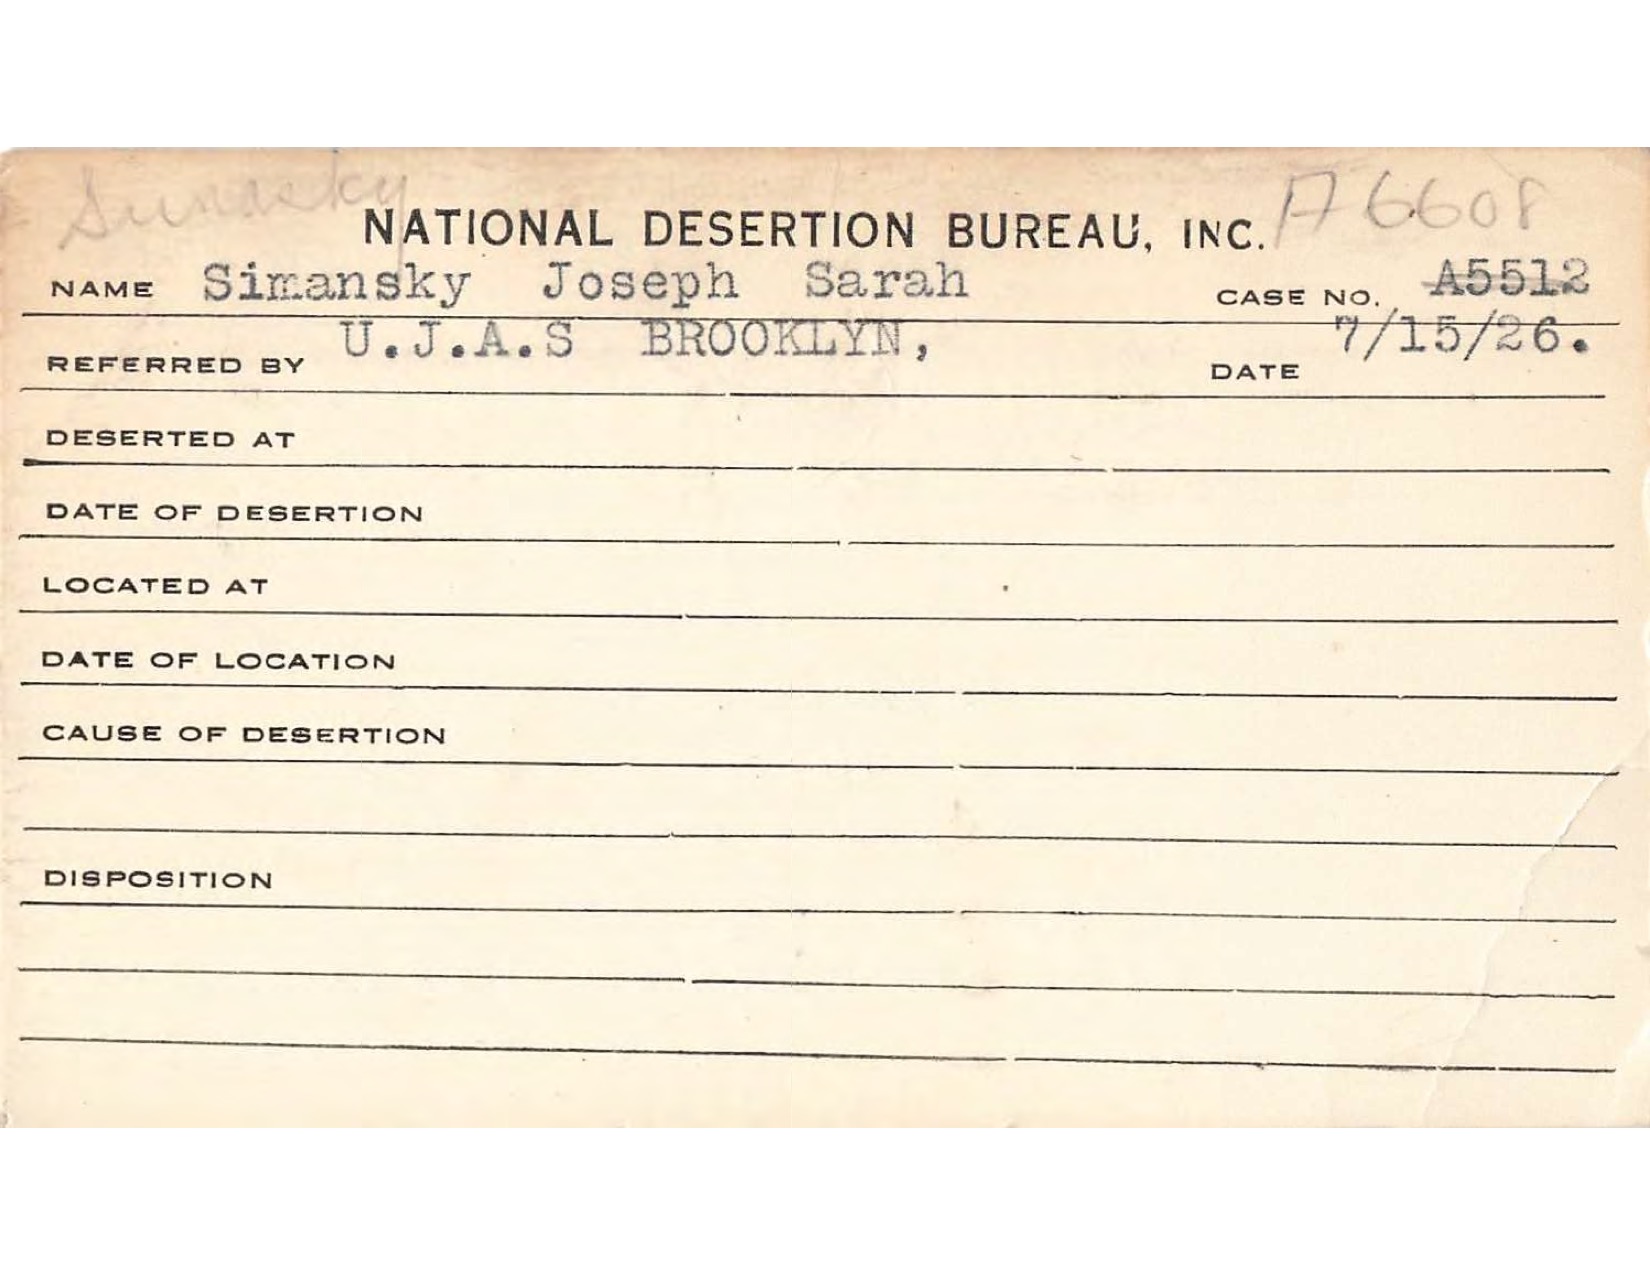 A6608
NATIONAL DESERTION BUREAU, INC.
NAME Simansky Joseph Sarah CASE NO. A5512
REFERRED BY U.J.A.S BROOKLYN, DATE 7/15/26.
DESERTED AT
DATE OF DESERTION
LOCATED AT
DATE OF LOCATION
CAUSE OF DESERTION
DISPOSITION